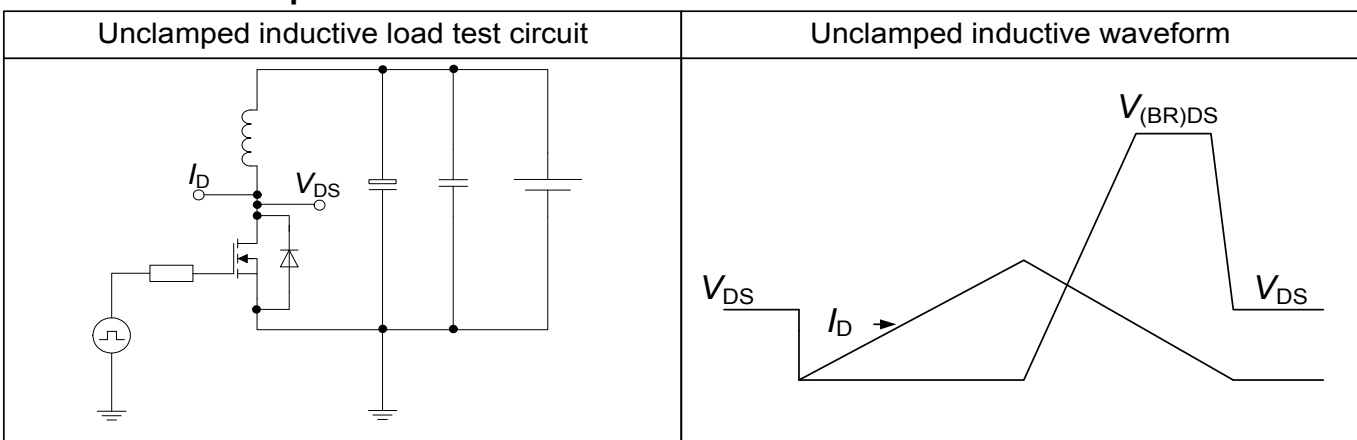 Unclamped inductive load test circuit
Unclamped inductive waveform
I_D
V_DS
V_(BR)DS
V_DS
I_D
V_DS